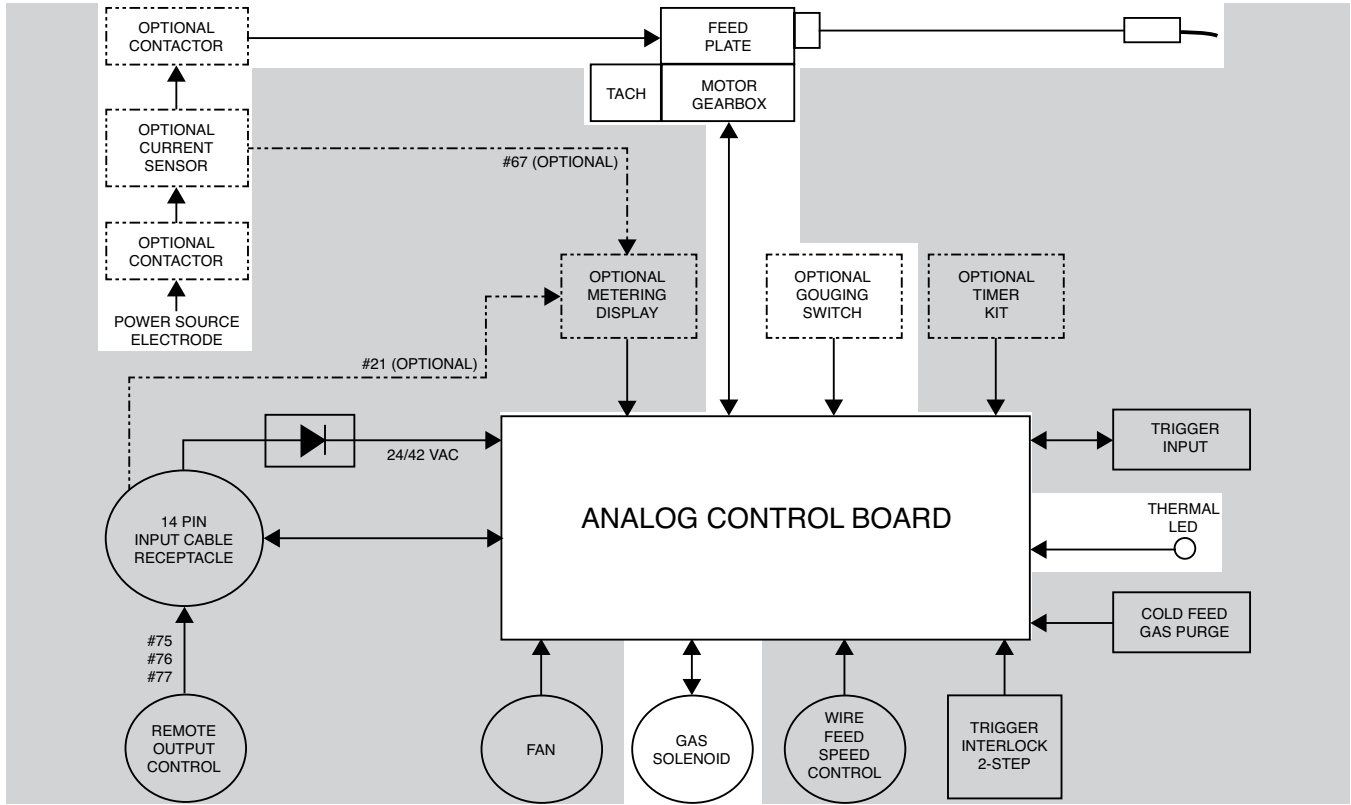 OPTIONAL
CONTACTOR
FEED
PLATE
TACH
MOTOR
GEARBOX
OPTIONAL
CURRENT
SENSOR
#67 (OPTIONAL)
OPTIONAL
CONTACTOR
POWER SOURCE
ELECTRODE
OPTIONAL
METERING
DISPLAY
OPTIONAL
GOUGING
SWITCH
OPTIONAL
TIMER
KIT
#21 (OPTIONAL)
24/42 VAC
TRIGGER
INPUT
14 PIN
INPUT CABLE
RECEPTACLE
ANALOG CONTROL BOARD
THERMAL
LED
COLD FEED
GAS PURGE
#75
#76
#77
REMOTE
OUTPUT
CONTROL
FAN
GAS
SOLENOID
WIRE
FEED
SPEED
CONTROL
TRIGGER
INTERLOCK
2-STEP